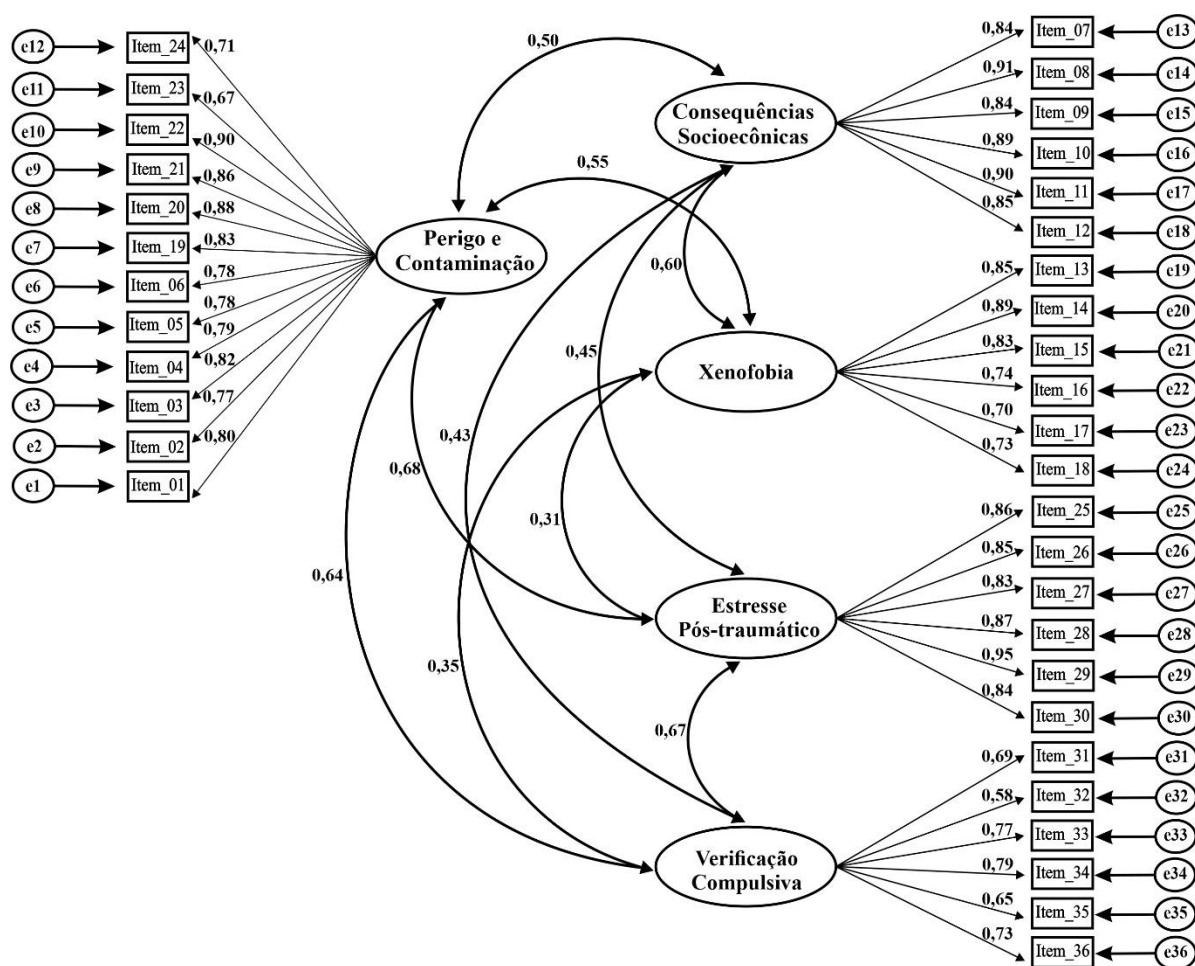 e12 Item_24 0,71
e11 Item_23 0,67
e10 Item_22 0,90
e9 Item_21 0,86
e8 Item_20 0,88
e7 Item_19 0,83
e6 Item_06 0,78
e5 Item_05 0,78
e4 Item_04 0,79
e3 Item_03 0,82
e2 Item_02 0,77
e1 Item_01 0,80
Perigo e
Contaminação
0,50
0,55
0,60
0,45
0,43
0,68
0,31
0,64
0,35
0,67
Consequências
Socioecônicas
Xenofobia
Estresse
Pós-traumático
Verificação
Compulsiva
0,84 Item_07 e13
0,91 Item_08 e14
0,84 Item_09 e15
0,89 Item_10 e16
0,90 Item_11 e17
0,85 Item_12 e18
0,85 Item_13 e19
0,89 Item_14 e20
0,83 Item_15 e21
0,74 Item_16 e22
0,70 Item_17 e23
0,73 Item_18 e24
0,86 Item_25 e25
0,85 Item_26 e26
0,83 Item_27 e27
0,87 Item_28 e28
0,95 Item_29 e29
0,84 Item_30 e30
0,69 Item_31 e31
0,58 Item_32 e32
0,77 Item_33 e33
0,79 Item_34 e34
0,65 Item_35 e35
0,73 Item_36 e36